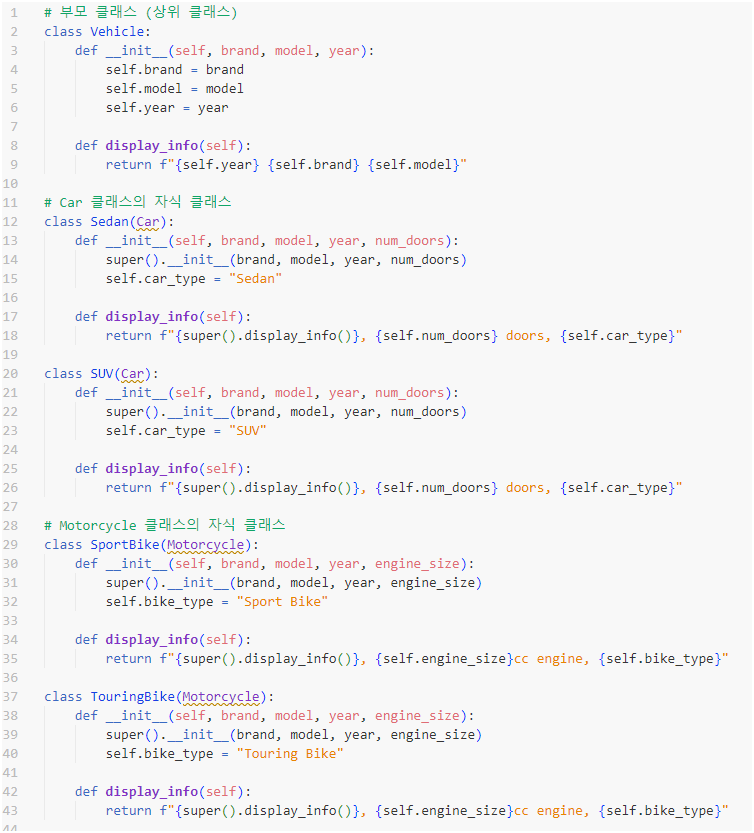 1 # 부모 클래스 (상위 클래스)
2 class Vehicle:
3     def __init__(self, brand, model, year):
4         self.brand = brand
5         self.model = model
6         self.year = year
7
8     def display_info(self):
9         return f"{self.year} {self.brand} {self.model}"
10
11 # Car 클래스의 자식 클래스
12 class Sedan(Car):
13     def __init__(self, brand, model, year, num_doors):
14         super().__init__(brand, model, year, num_doors)
15         self.car_type = "Sedan"
16
17     def display_info(self):
18         return f"{super().display_info()}, {self.num_doors} doors, {self.car_type}"
19
20 class SUV(Car):
21     def __init__(self, brand, model, year, num_doors):
22         super().__init__(brand, model, year, num_doors)
23         self.car_type = "SUV"
24
25     def display_info(self):
26         return f"{super().display_info()}, {self.num_doors} doors, {self.car_type}"
27
28 # Motorcycle 클래스의 자식 클래스
29 class SportBike(Motorcycle):
30     def __init__(self, brand, model, year, engine_size):
31         super().__init__(brand, model, year, engine_size)
32         self.bike_type = "Sport Bike"
33
34     def display_info(self):
35         return f"{super().display_info()}, {self.engine_size}cc engine, {self.bike_type}"
36
37 class TouringBike(Motorcycle):
38     def __init__(self, brand, model, year, engine_size):
39         super().__init__(brand, model, year, engine_size)
40         self.bike_type = "Touring Bike"
41
42     def display_info(self):
43         return f"{super().display_info()}, {self.engine_size}cc engine, {self.bike_type}"
44